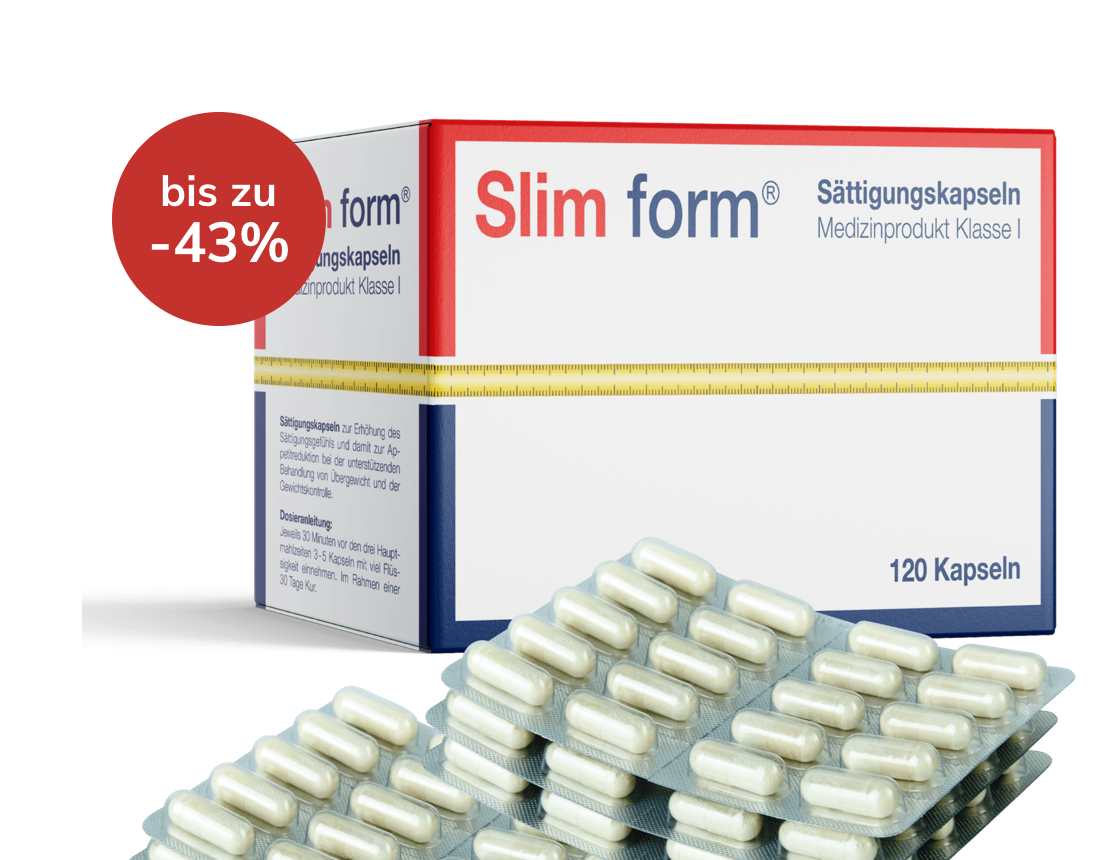 bis zu
-43%
form®
ungskapseln
Medizinprodukt Klasse I
Slim form®
Sättigungskapseln
Medizinprodukt Klasse I
Sättigungskapseln zur Erhöhung des
Sättigungsgefühls und damit zur Ap-
petitreduktion bei der unterstützenden
Behandlung von Übergewicht und der
Gewichtskontrolle.
Dosieranleitung:
Jeweils 30 Minuten vor den drei Haupt-
mahlzeiten 3-5 Kapseln mit viel Flüs-
sigkeit einnehmen. Im Rahmen einer
30 Tage Kur.
120 Kapseln